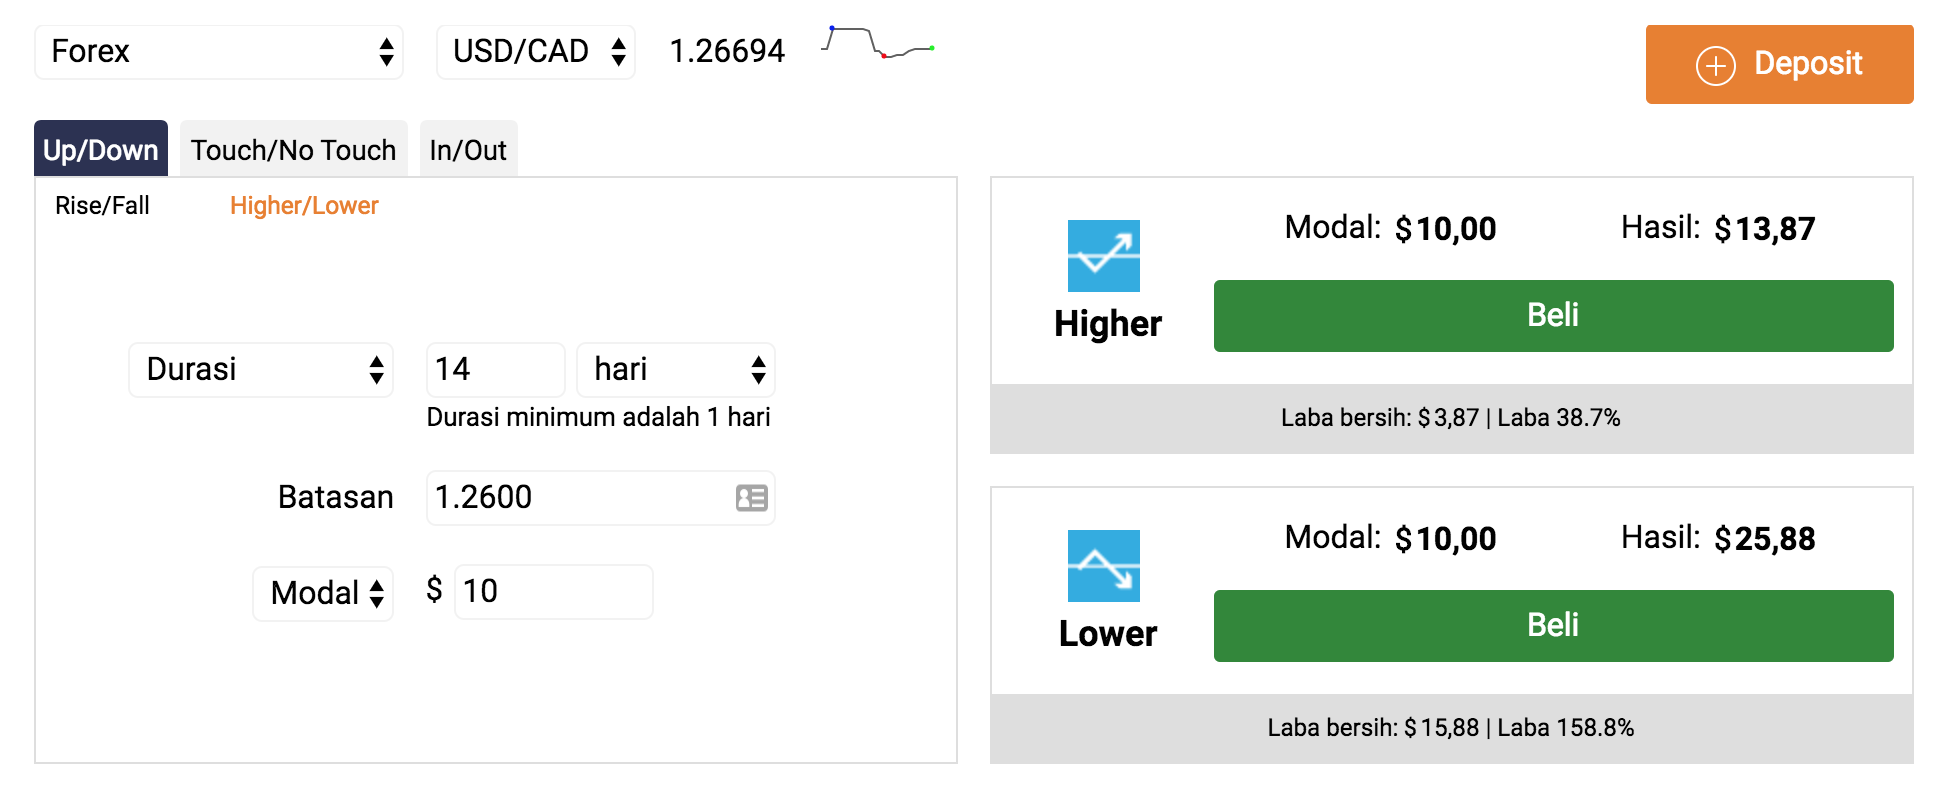 Forex USD/CAD 1.26694 Deposit
Up/Down Touch/No Touch In/Out
Rise/Fall Higher/Lower
Durasi 14 hari
Durasi minimum adalah 1 hari
Batasan 1.2600
Modal $ 10
Modal: $10,00 Hasil: $13,87
Higher Beli
Laba bersih: $3,87 | Laba 38.7%
Modal: $10,00 Hasil: $25,88
Lower Beli
Laba bersih: $15,88 | Laba 158.8%